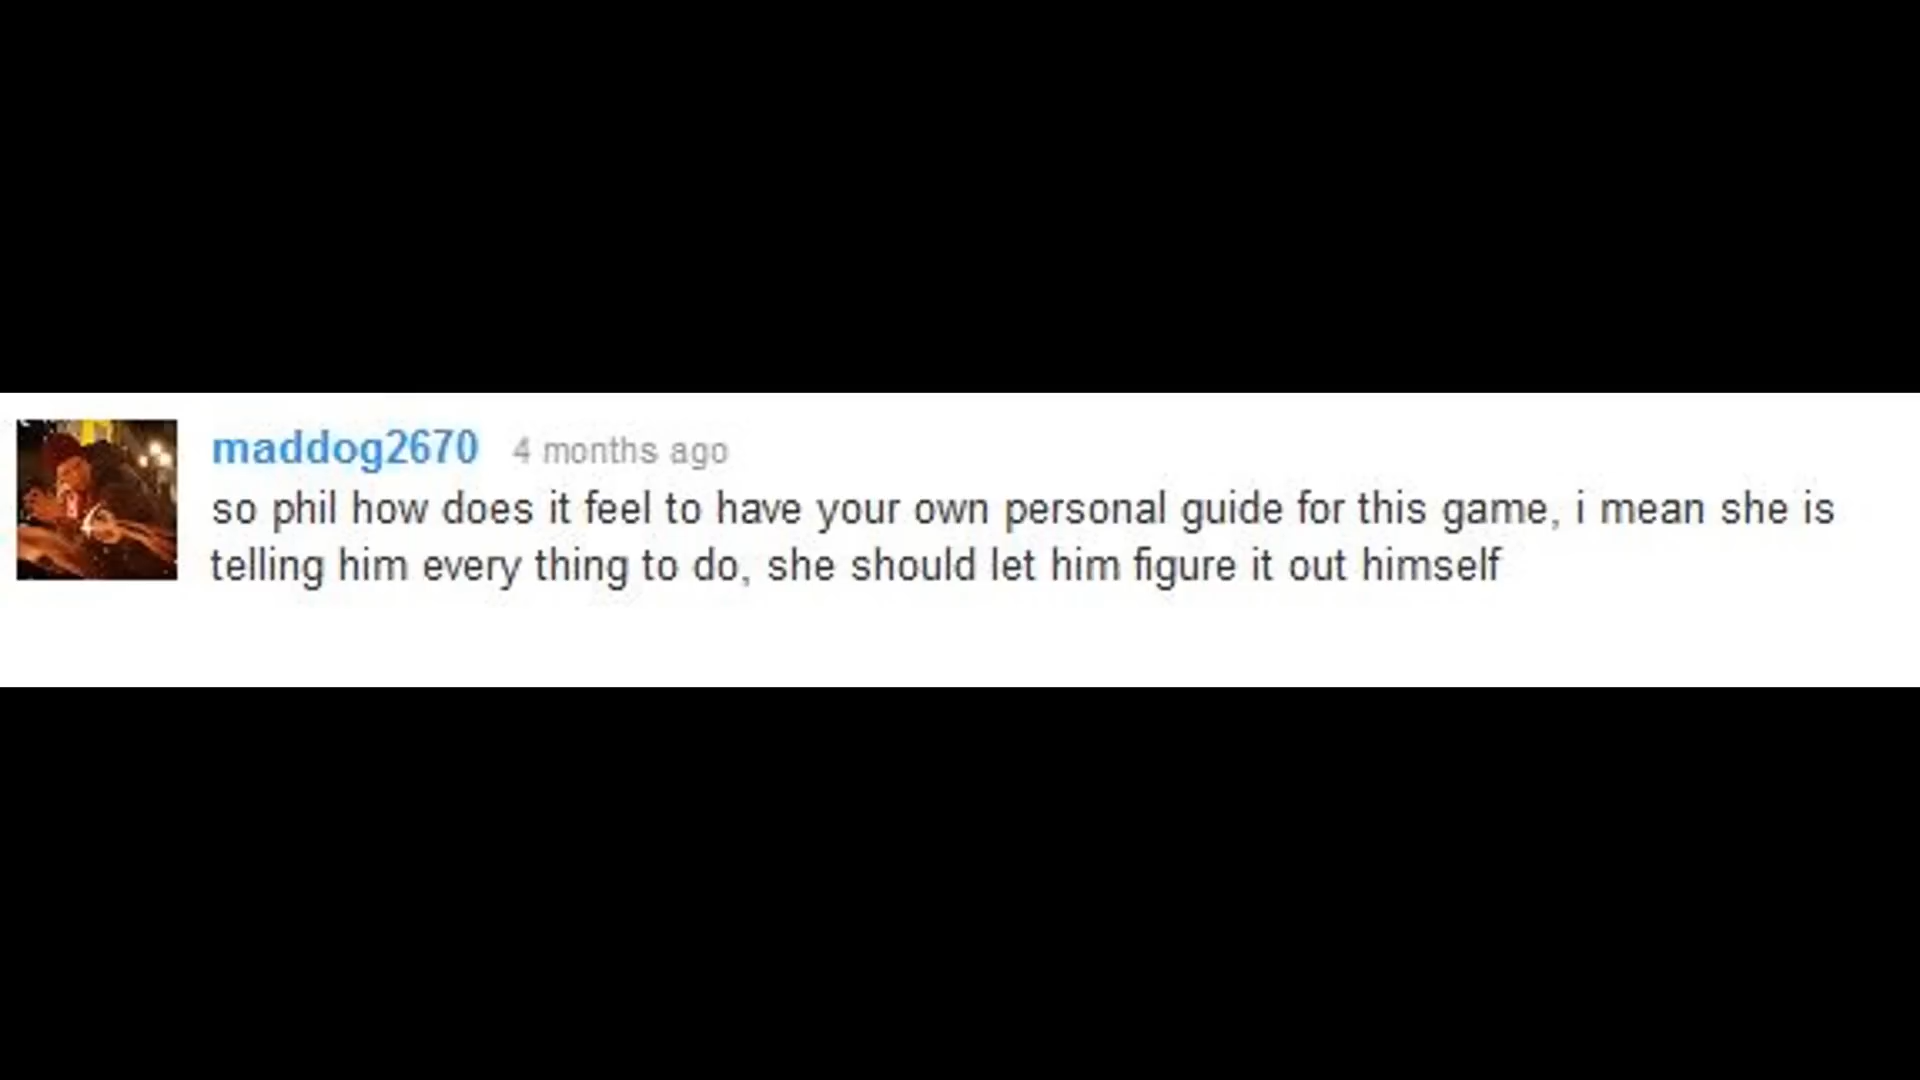 maddog2670 4 months ago
so phil how does it feel to have your own personal guide for this game, i mean she is
telling him every thing to do, she should let him figure it out himself